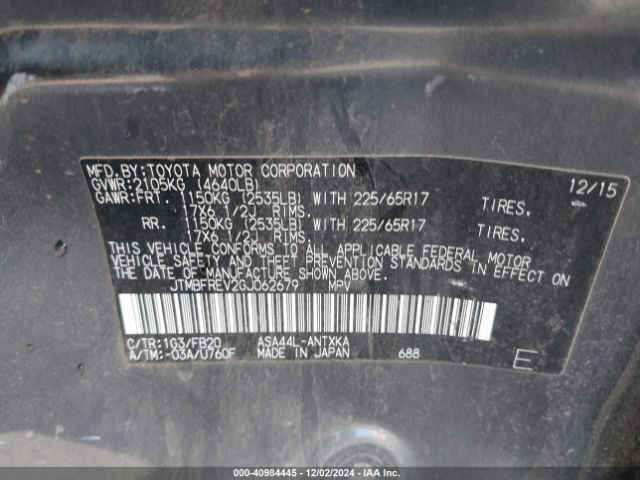 MFD. BY: TOYOTA MOTOR CORPORATION 12/15
GVWR: 2105KG (4640LB)
GAWR: FRT. 1150KG (2535LB) WITH 225/65R17 TIRES,
17X6 1/2J RIMS.
RR. 1150KG (2535LB) WITH 225/65R17 TIRES,
17X6 1/2J RIMS.
THIS VEHICLE CONFORMS TO ALL APPLICABLE FEDERAL MOTOR
VEHICLE SAFETY AND THEFT PREVENTION STANDARDS IN EFFECT
ON THE DATE OF MANUFACTURE SHOWN ABOVE.
JTMBFREV2GJ062679 MPV
C/TR: 1G3/FB20 ASA44L-ANTXKA
A/TM: -03A/U760F MADE IN JAPAN 688 E
000-40984445 - 12/02/2024 - IAA Inc.